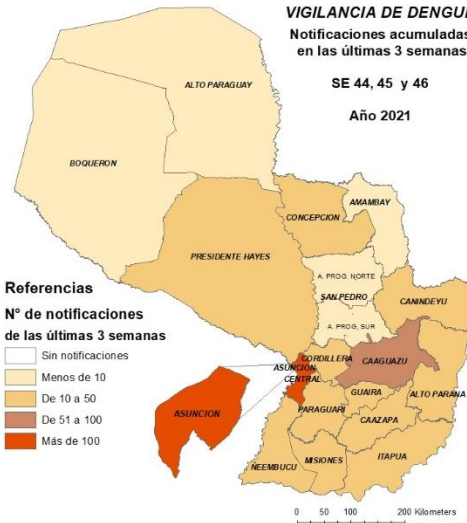 VIGILANCIA DE DENGUE
Notificaciones acumuladas
en las últimas 3 semanas
SE 44, 45 y 46
Año 2021
ALTO PARAGUAY
BOQUERON
AMAMBAY
CONCEPCION
PRESIDENTE HAYES
A. PROG. NORTE
SAN PEDRO
CANINDEYU
A. PROG. SUR
CORDILLERA
CAAGUAZU
ASUNCION
CENTRAL
GUAIRA
ALTO PARANA
PARAGUARI
CAAZAPA
ÑEEMBUCU
MISIONES
ITAPUA
ASUNCION
Referencias
N° de notificaciones
de las últimas 3 semanas
Sin notificaciones
Menos de 10
De 10 a 50
De 51 a 100
Más de 100
0 50 100 200 Kilometers